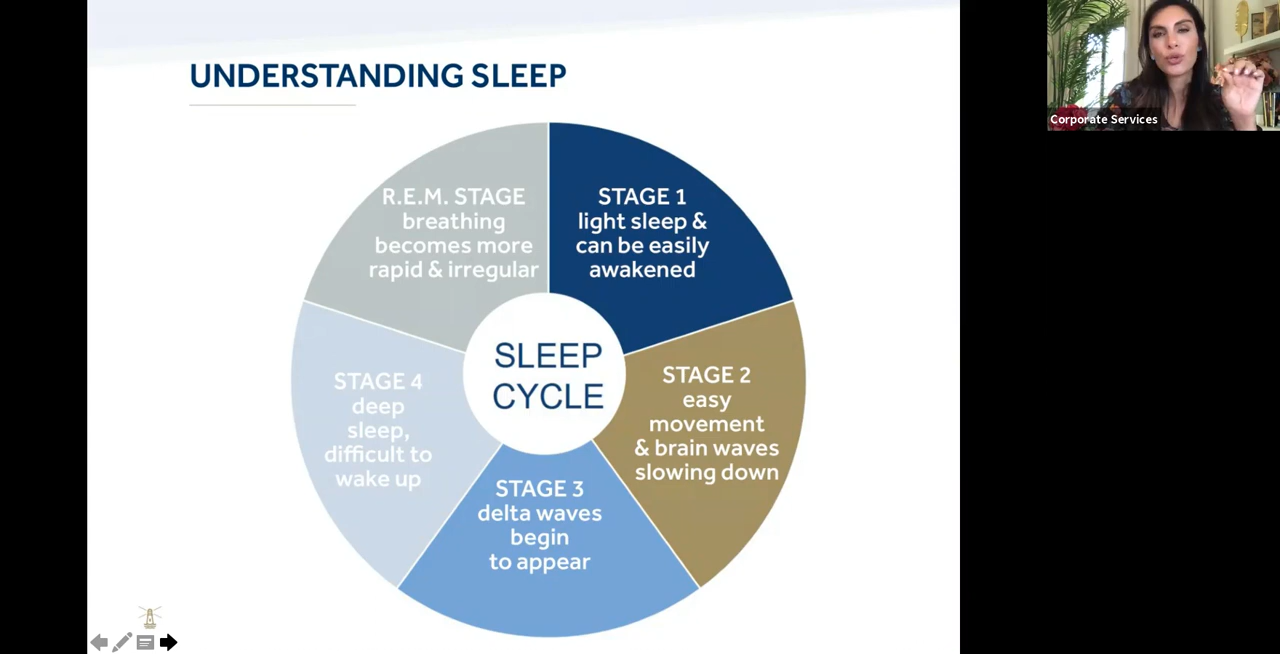 UNDERSTANDING SLEEP
Corporate Services
R.E.M. STAGE
breathing
becomes more
rapid & irregular
STAGE 1
light sleep &
can be easily
awakened
SLEEP
CYCLE
STAGE 2
easy
movement
& brain waves
slowing down
STAGE 4
deep
sleep,
difficult to
wake up
STAGE 3
delta waves
begin
to appear